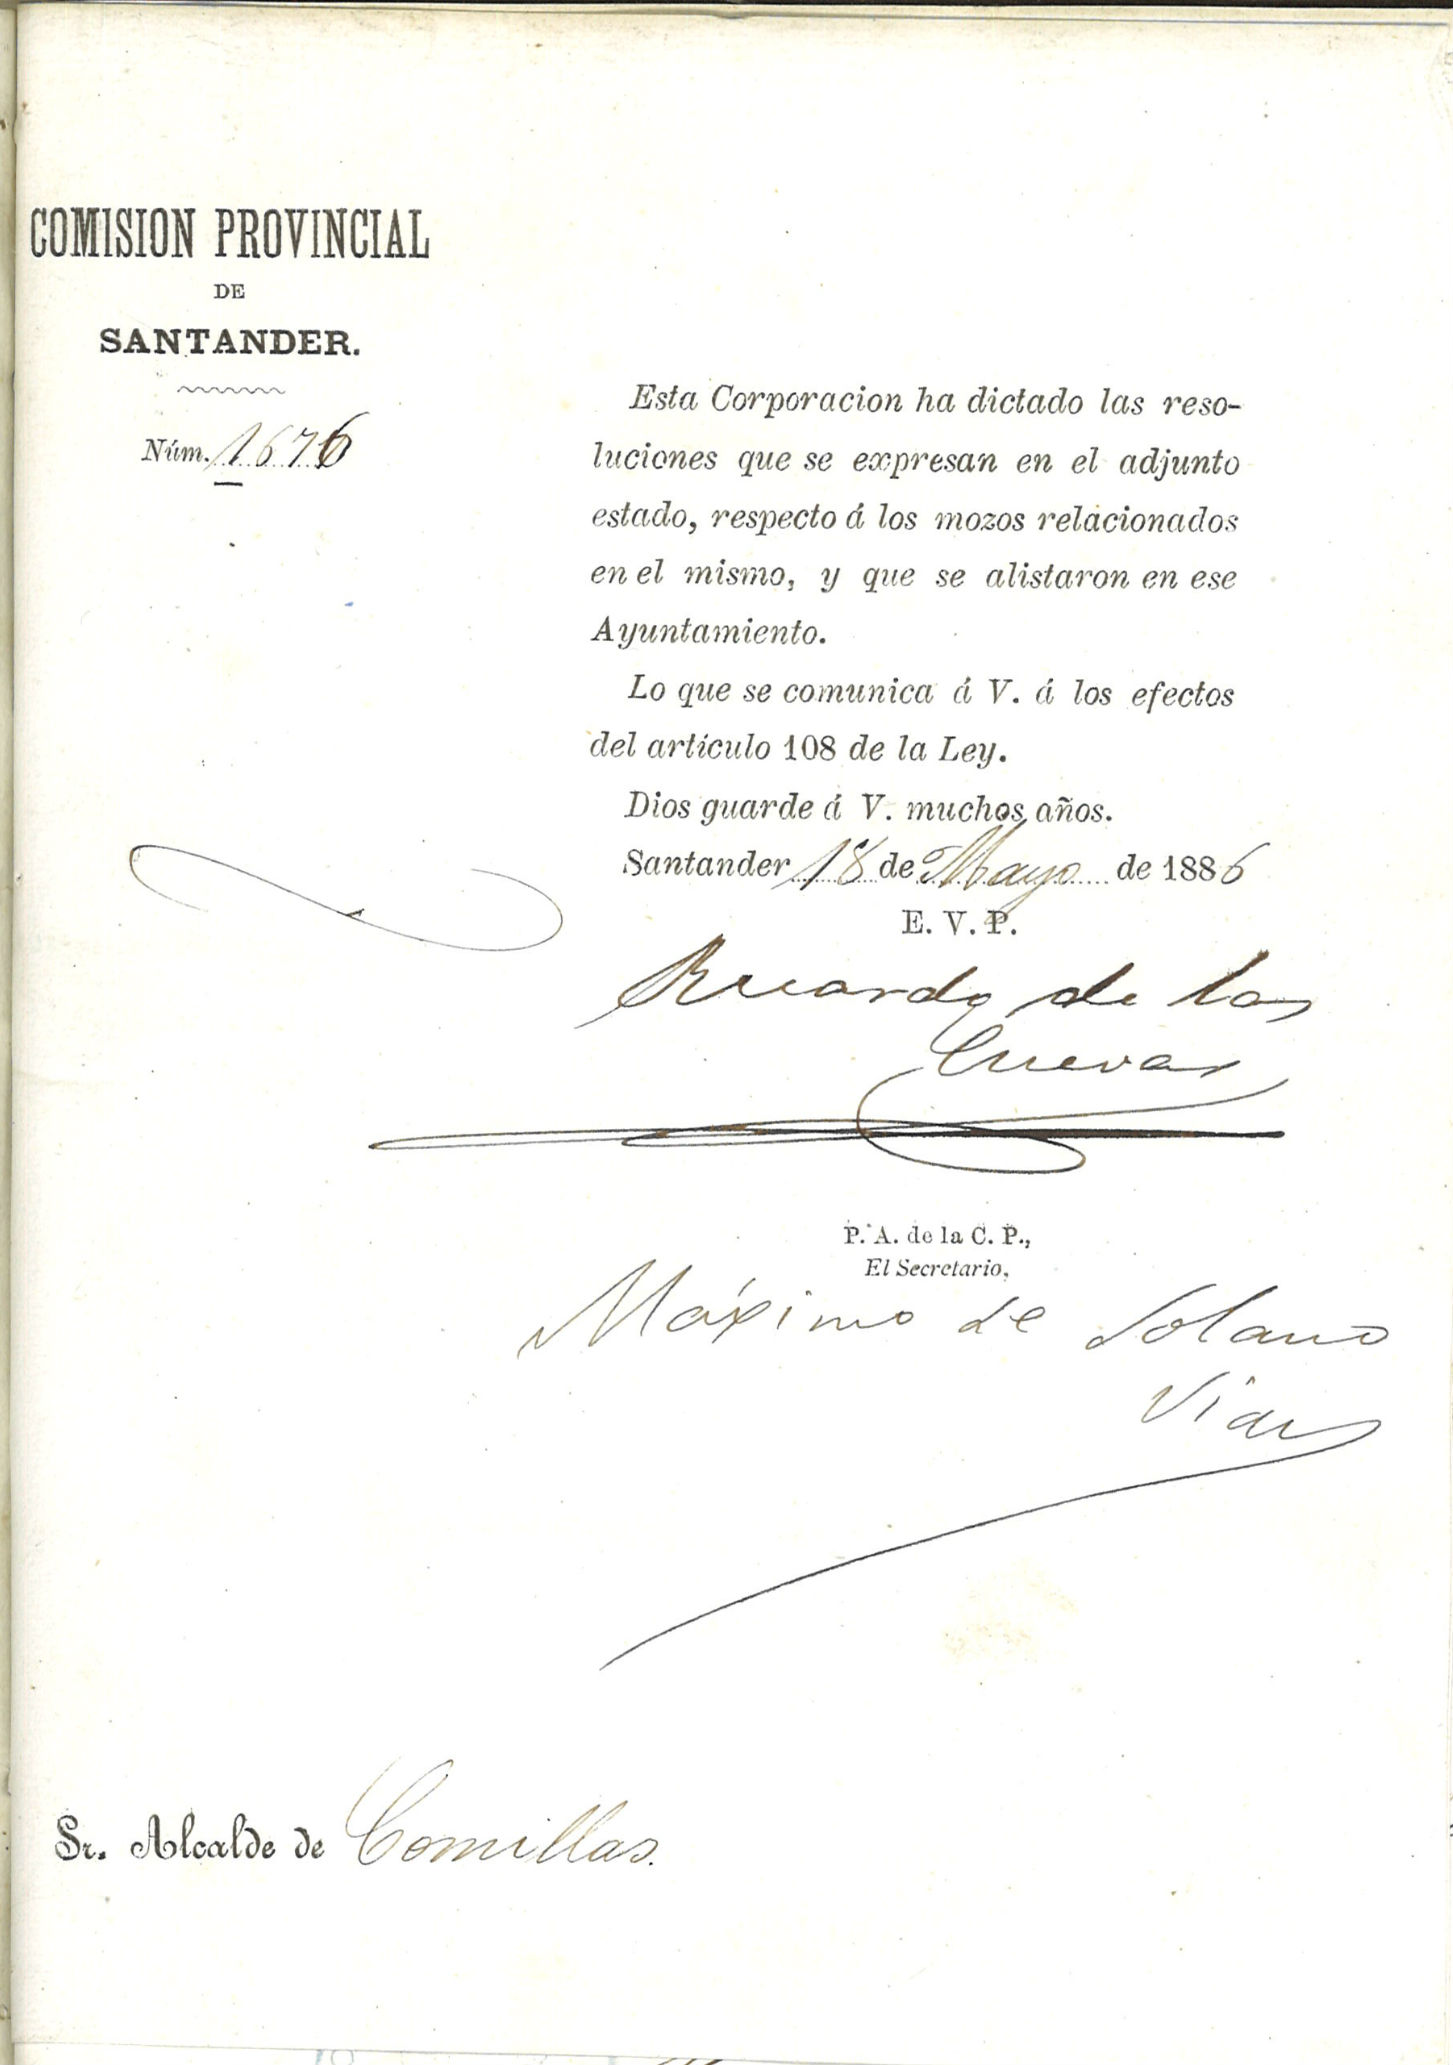 COMISION PROVINCIAL
DE
SANTANDER.
Núm. 1676
Esta Corporacion ha dictado las reso-
luciones que se expresan en el adjunto
estado, respecto á los mozos relacionados
en el mismo, y que se alistaron en ese
Ayuntamiento.
Lo que se comunica á V. á los efectos
del artículo 108 de la Ley.
Dios guarde á V. muchos años.
Santander 18 de Mayo de 1886
E. V. P.
Ricardo de las
Cuevas
P. A. de la C. P.,
El Secretario,
Máximo de Solano
Vial
Sr. Alcalde de Comillas.